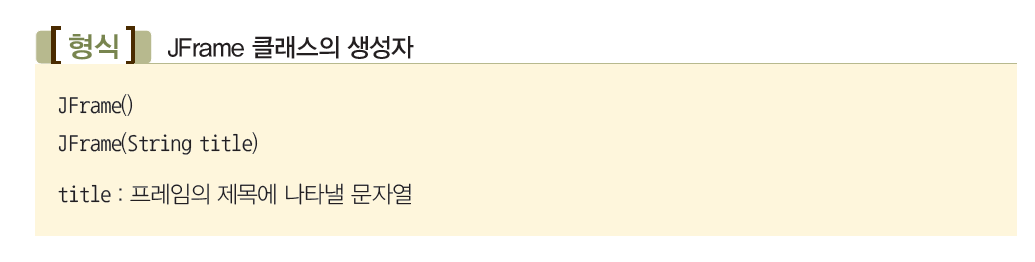 [형식] JFrame 클래스의 생성자
JFrame()
JFrame(String title)
title : 프레임의 제목에 나타낼 문자열